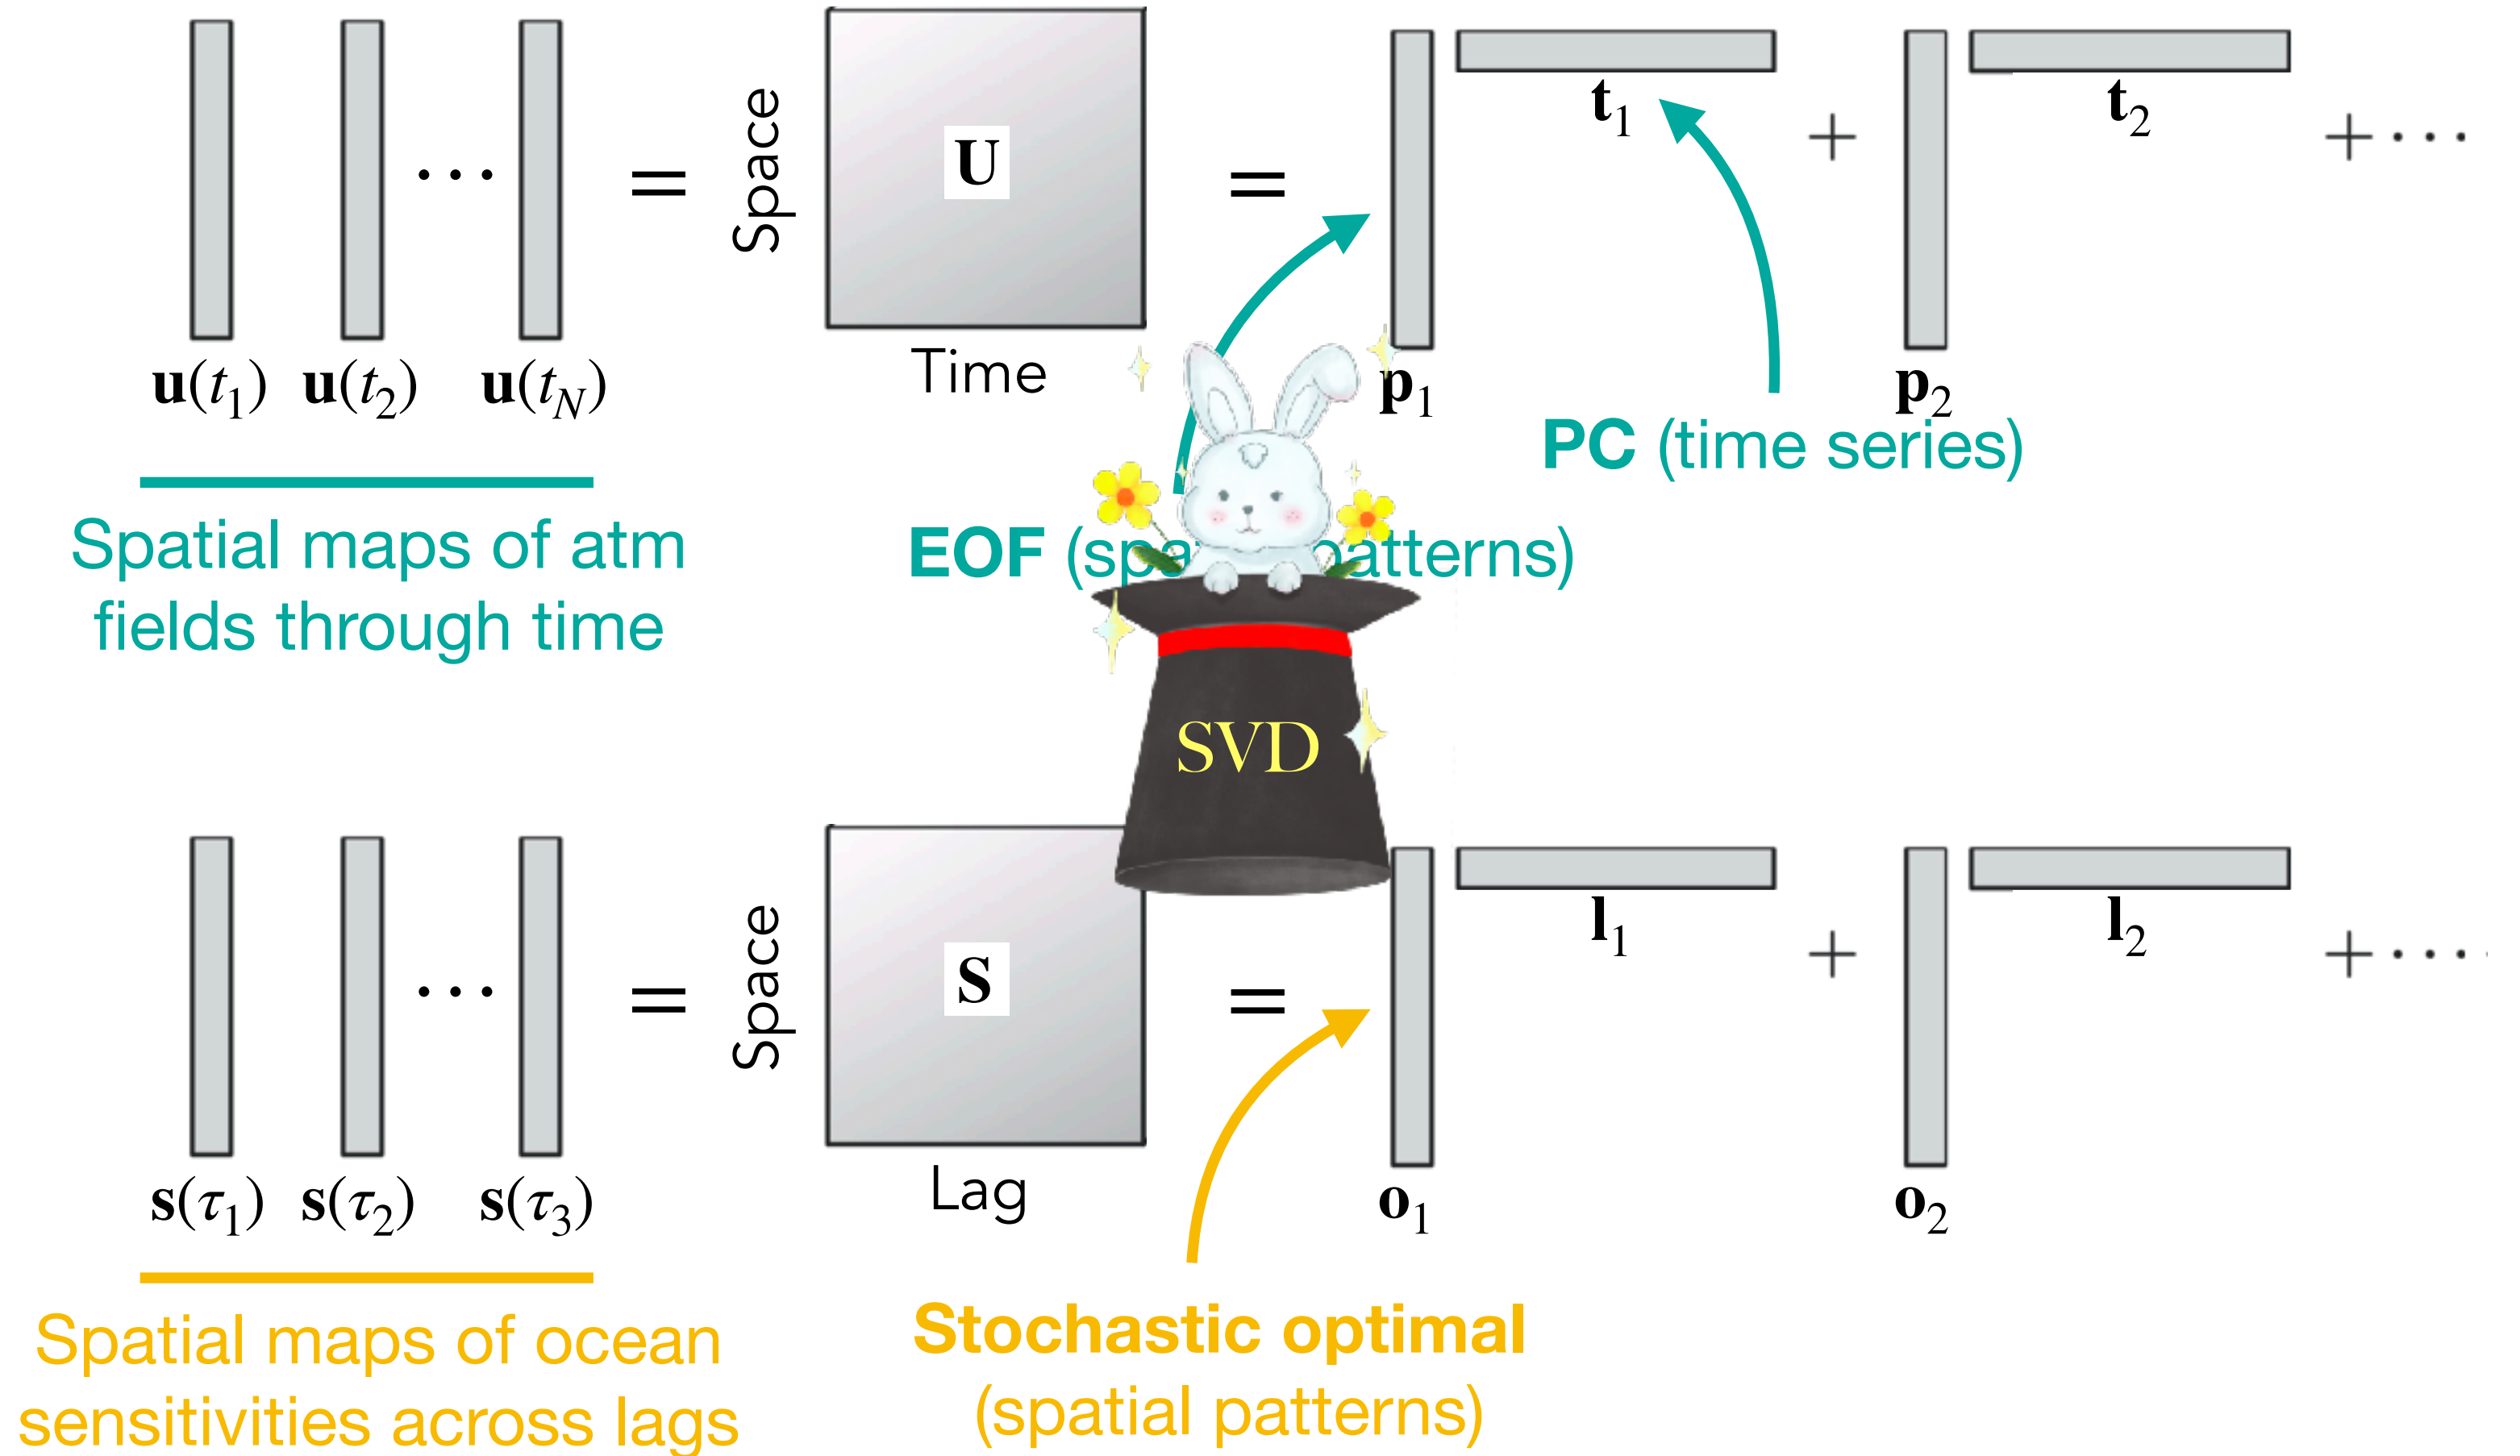 u(t₁) u(t₂) ⋯ u(t_N)
=
Space
U
Time
=
p₁
t₁
+
p₂
t₂
+ ⋯
PC (time series)
EOF (spa patterns)
Spatial maps of atm
fields through time
SVD
s(τ₁) s(τ₂) ⋯ s(τ₃)
=
Space
S
Lag
=
o₁
l₁
+
o₂
l₂
+ ⋯
Spatial maps of ocean
sensitivities across lags
Stochastic optimal
(spatial patterns)